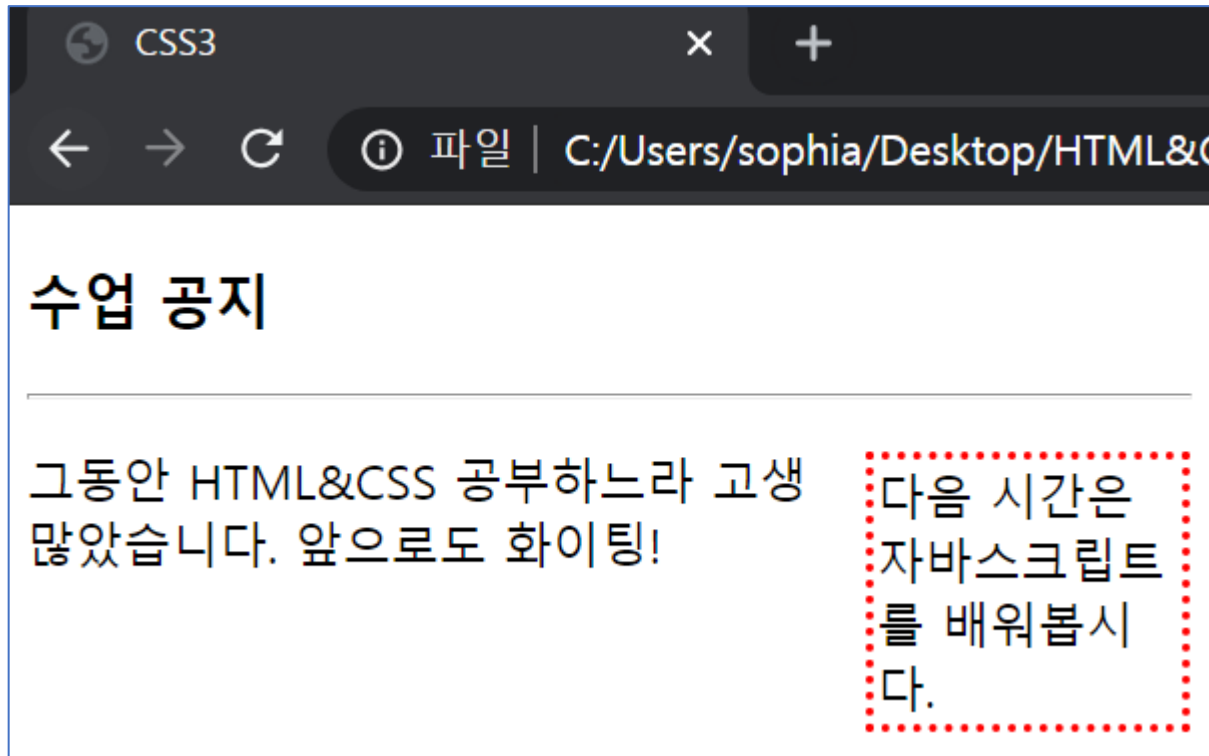 CSS3
파일 C:/Users/sophia/Desktop/HTML&
수업 공지
그동안 HTML&CSS 공부하느라 고생
많았습니다. 앞으로도 화이팅!
다음 시간은
자바스크립트
를 배워봅시
다.